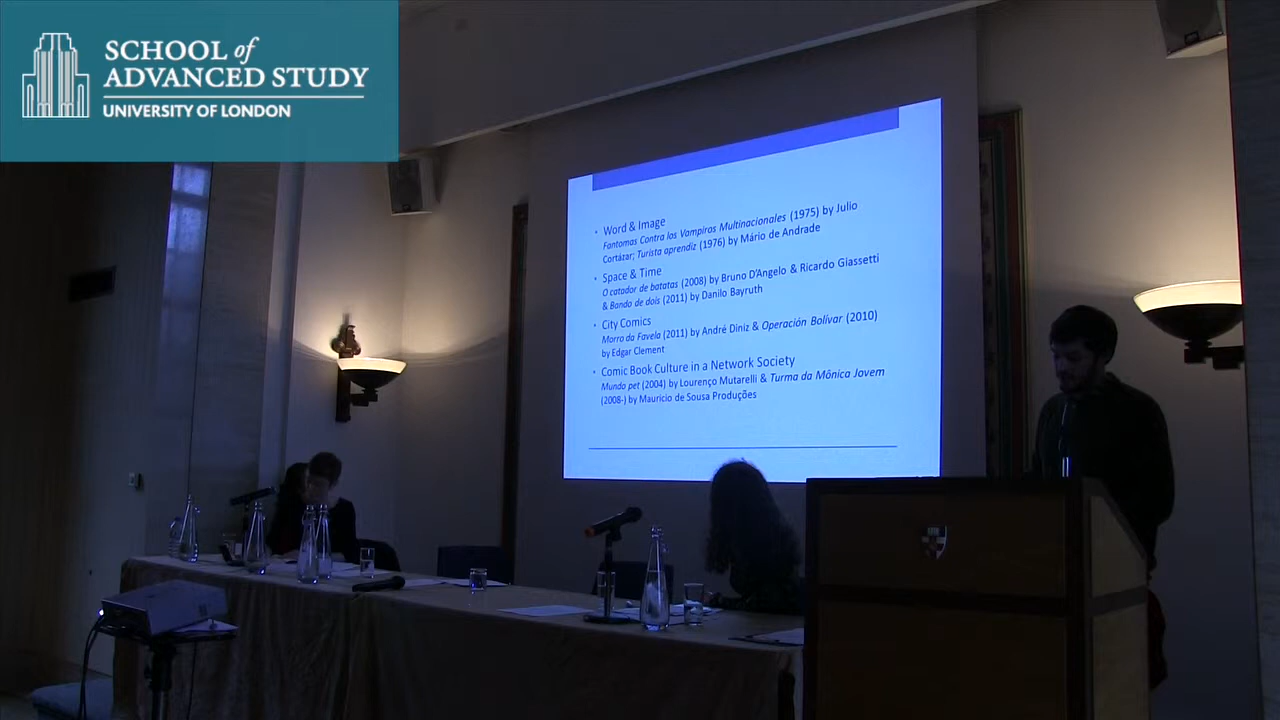 SCHOOL of
ADVANCED STUDY
UNIVERSITY OF LONDON
• Word & Image
Fantomas Contra los Vampiros Multinacionales (1975) by Julio
Cortázar; Turista aprendiz (1976) by Mário de Andrade
• Space & Time
O catador de batatas (2008) by Bruno D'Angelo & Ricardo Giassetti
& Bando de dois (2011) by Danilo Bayruth
• City Comics
Morro da Favela (2011) by André Diniz & Operación Bolívar (2010)
by Edgar Clement
• Comic Book Culture in a Network Society
Mundo pet (2004) by Lourenço Mutarelli & Turma da Mônica Jovem
(2008-) by Mauricio de Sousa Produções